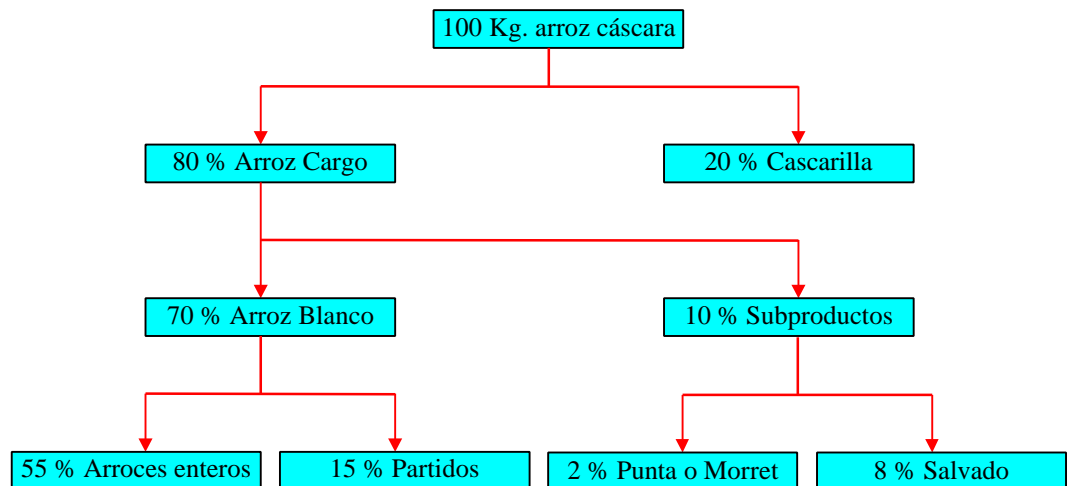 100 Kg. arroz cáscara
80 % Arroz Cargo
20 % Cascarilla
70 % Arroz Blanco
10 % Subproductos
55 % Arroces enteros
15 % Partidos
2 % Punta o Morret
8 % Salvado